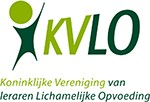 KVLO
Koninklijke Vereniging van
leraren Lichamelijke Opvoeding